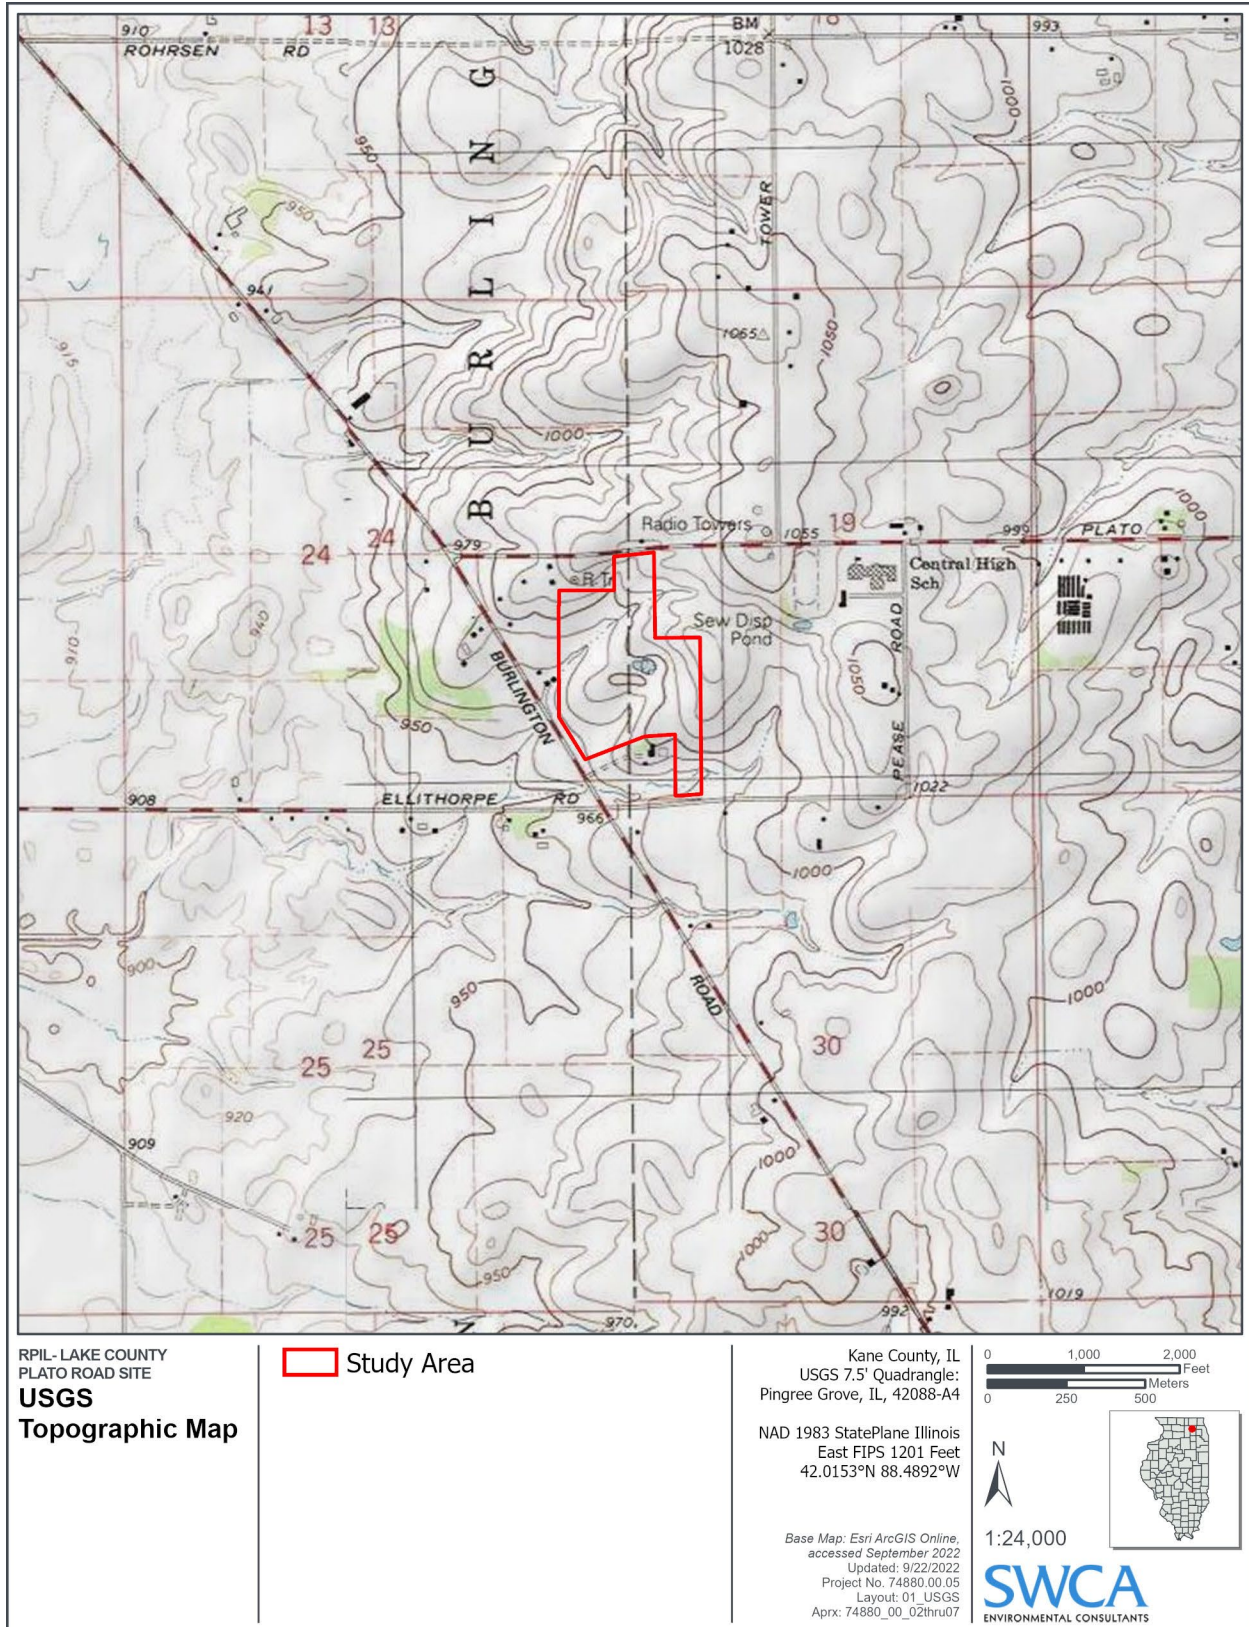 910
ROHRSEN RD
13 13
18
BM
1028
993
1000
950
950
BURLING
TOWER
941
915
1065
1050
1000
24
24
979
Radio Towers
1055
19
999
PLATO
1000
R Tr
Central High
Sch
940
910
Sew Disp
Pond
ROAD
1050
BURLINGTON
950
PEASE
1022
908
ELLITHORPE RD
966
1000
900
950
ROAD
1000
25
25
30
920
909
1000
25
25
30
1000
950
1019
992
970
N
RPIL- LAKE COUNTY
PLATO ROAD SITE
USGS
Topographic Map
Study Area
Kane County, IL
USGS 7.5' Quadrangle:
Pingree Grove, IL, 42088-A4
NAD 1983 StatePlane Illinois
East FIPS 1201 Feet
42.0153°N 88.4892°W
Base Map: Esri ArcGIS Online,
accessed September 2022
Updated: 9/22/2022
Project No. 74880.00.05
Layout: 01_USGS
Aprx: 74880_00_02thru07
0 1,000 2,000
Feet
Meters
0 250 500
N
1:24,000
SWCA
ENVIRONMENTAL CONSULTANTS